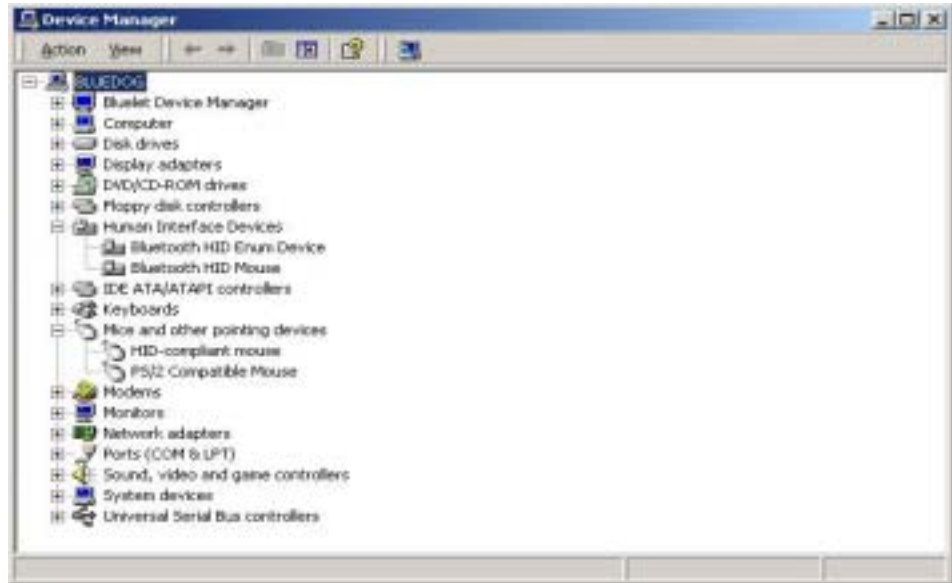 Device Manager
Action View
BLUEDOG
Bluelet Device Manager
Computer
Disk drives
Display adapters
DVD/CD-ROM drives
Floppy disk controllers
Human Interface Devices
Bluetooth HID Enum Device
Bluetooth HID Mouse
IDE ATA/ATAPI controllers
Keyboards
Mice and other pointing devices
HID-compliant mouse
PS/2 Compatible Mouse
Modems
Monitors
Network adapters
Ports (COM & LPT)
Sound, video and game controllers
System devices
Universal Serial Bus controllers